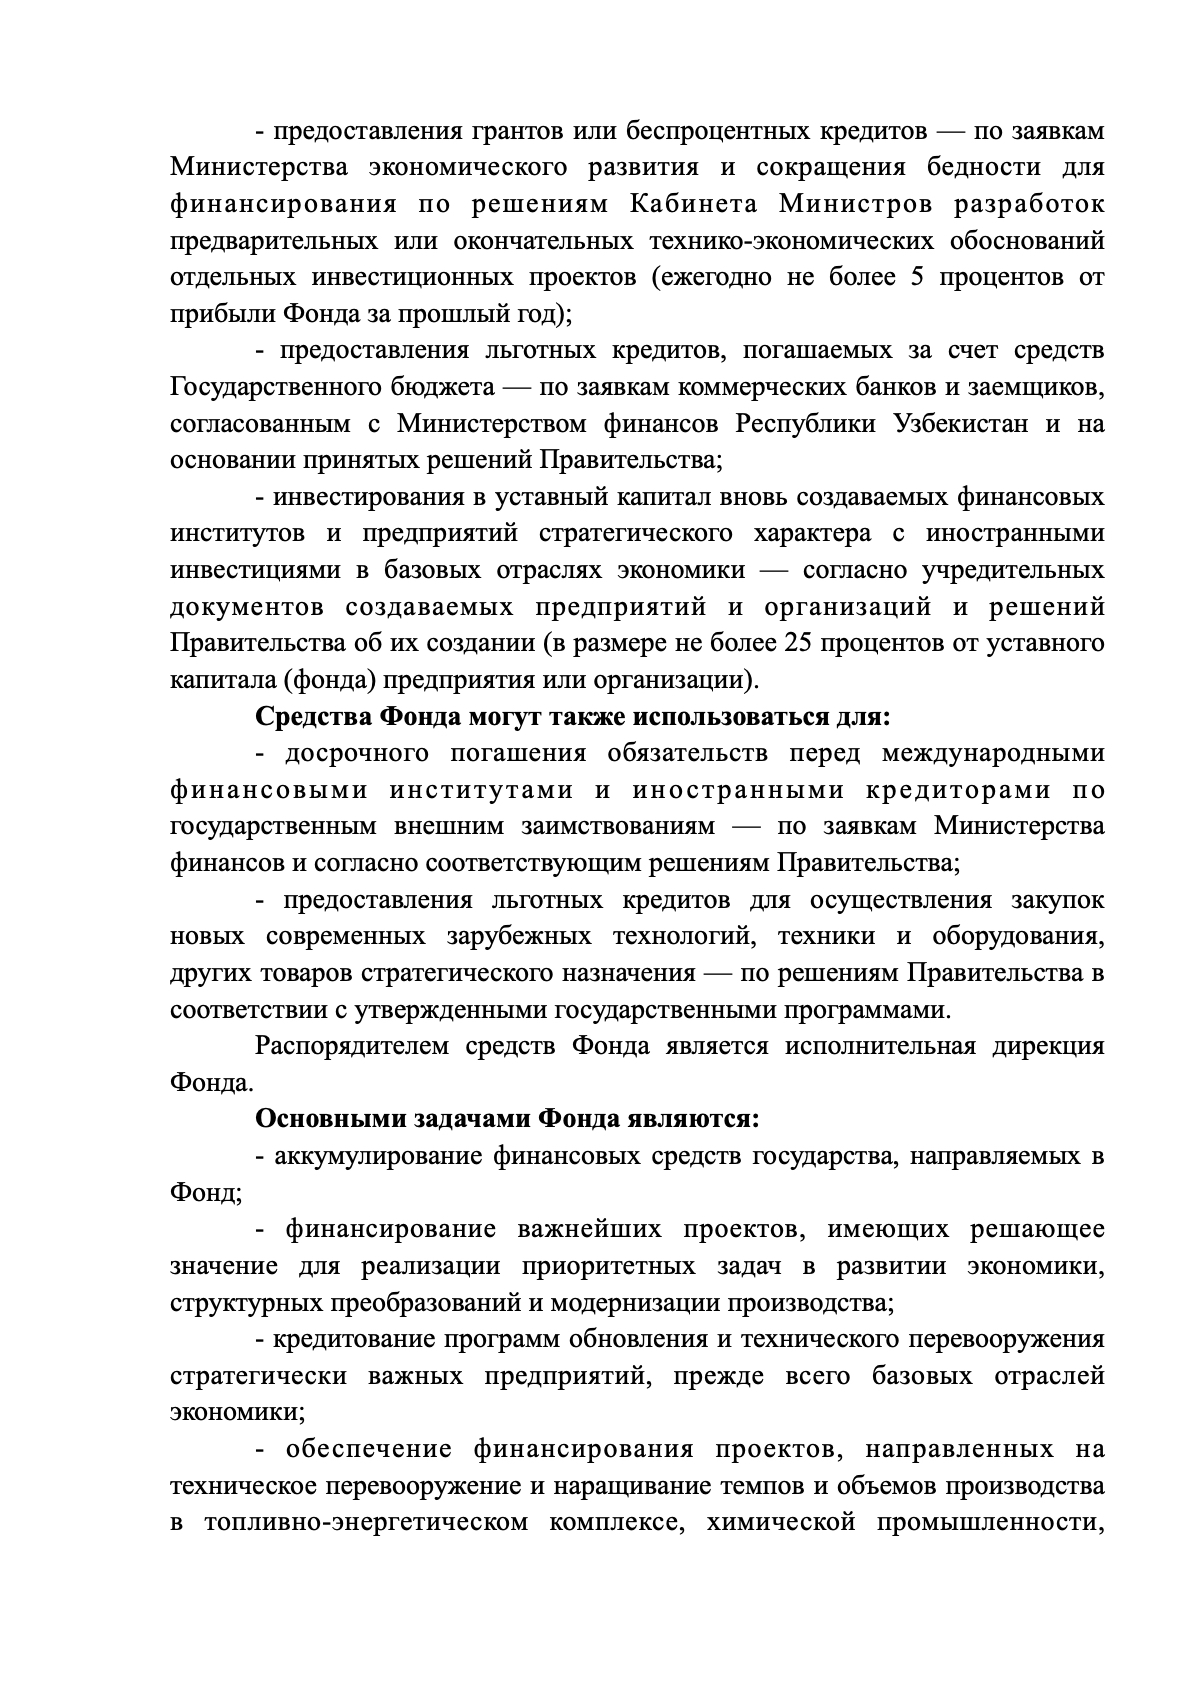 - предоставления грантов или беспроцентных кредитов — по заявкам
Министерства экономического развития и сокращения бедности для
финансирования по решениям Кабинета Министров разработок
предварительных или окончательных технико-экономических обоснований
отдельных инвестиционных проектов (ежегодно не более 5 процентов от
прибыли Фонда за прошлый год);
- предоставления льготных кредитов, погашаемых за счет средств
Государственного бюджета — по заявкам коммерческих банков и заемщиков,
согласованным с Министерством финансов Республики Узбекистан и на
основании принятых решений Правительства;
- инвестирования в уставный капитал вновь создаваемых финансовых
институтов и предприятий стратегического характера с иностранными
инвестициями в базовых отраслях экономики — согласно учредительных
документов создаваемых предприятий и организаций и решений
Правительства об их создании (в размере не более 25 процентов от уставного
капитала (фонда) предприятия или организации).
Средства Фонда могут также использоваться для:
- досрочного погашения обязательств перед международными
финансовыми институтами и иностранными кредиторами по
государственным внешним заимствованиям — по заявкам Министерства
финансов и согласно соответствующим решениям Правительства;
- предоставления льготных кредитов для осуществления закупок
новых современных зарубежных технологий, техники и оборудования,
других товаров стратегического назначения — по решениям Правительства в
соответствии с утвержденными государственными программами.
Распорядителем средств Фонда является исполнительная дирекция
Фонда.
Основными задачами Фонда являются:
- аккумулирование финансовых средств государства, направляемых в
Фонд;
- финансирование важнейших проектов, имеющих решающее
значение для реализации приоритетных задач в развитии экономики,
структурных преобразований и модернизации производства;
- кредитование программ обновления и технического перевооружения
стратегически важных предприятий, прежде всего базовых отраслей
экономики;
- обеспечение финансирования проектов, направленных на
техническое перевооружение и наращивание темпов и объемов производства
в топливно-энергетическом комплексе, химической промышленности,